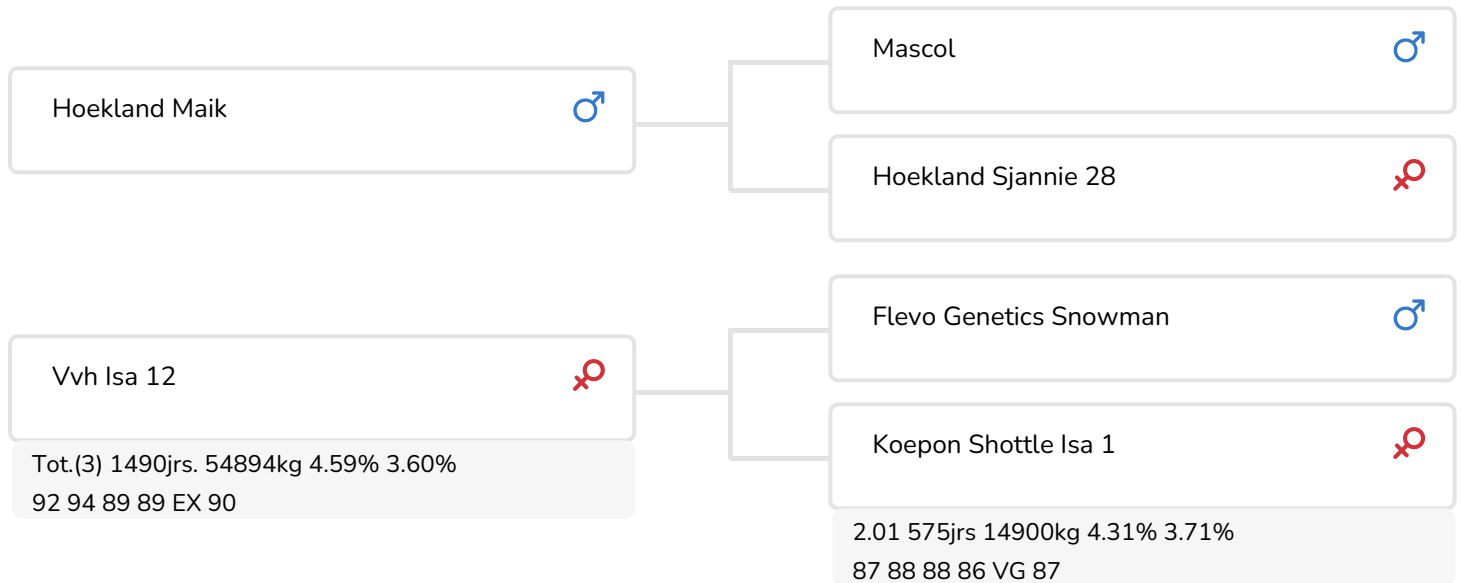 Hoekland Maik
Mascol
Hoekland Sjannie 28
Vvh Isa 12
Tot.(3) 1490jrs. 54894kg 4.59% 3.60%
92 94 89 89 EX 90
Flevo Genetics Snowman
Koepon Shottle Isa 1
2.01 575jrs 14900kg 4.31% 3.71%
87 88 88 86 VG 87